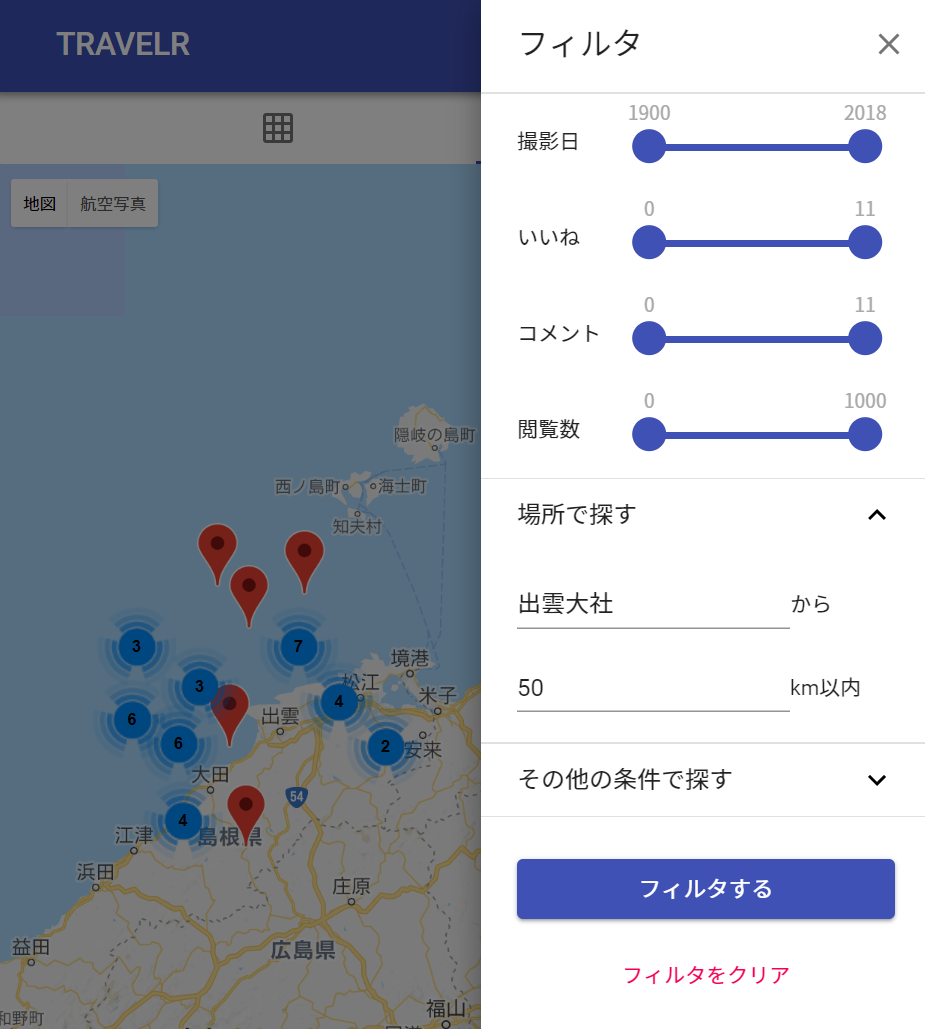 TRAVELR
地図
航空写真
隠岐の島町
西ノ島町
海士町
知夫村
3
7
境港
3
松江
米子
4
6
出雲
6
2
安来
大田
54
4
江津
島根県
浜田
庄原
益田
広島県
福山
和野町
フィルタ
1900
2018
撮影日
0
11
いいね
0
11
コメント
0
1000
閲覧数
場所で探す
出雲大社
から
50
km以内
その他の条件で探す
フィルタする
フィルタをクリア